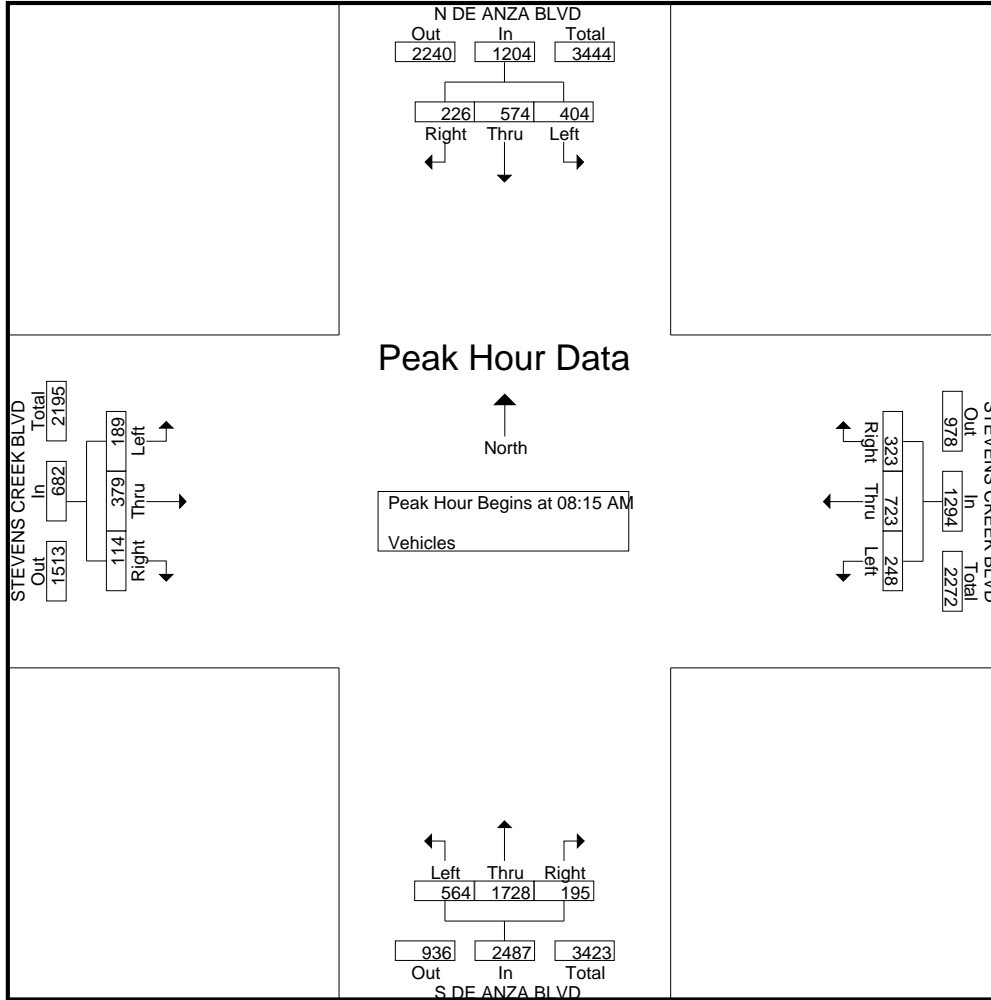 N DE ANZA BLVD
Out In Total
2240 1204 3444
226 574 404
Right Thru Left
Peak Hour Data
North
Peak Hour Begins at 08:15 AM
Vehicles
STEVENS CREEK BLVD
Out In Total
1513 682 2195
114 379 189
Right Thru Left
STEVENS CREEK BLVD
Out In Total
978 1294 2272
323 723 248
Right Thru Left
Left Thru Right
564 1728 195
936 2487 3423
Out In Total
S DE ANZA BLVD